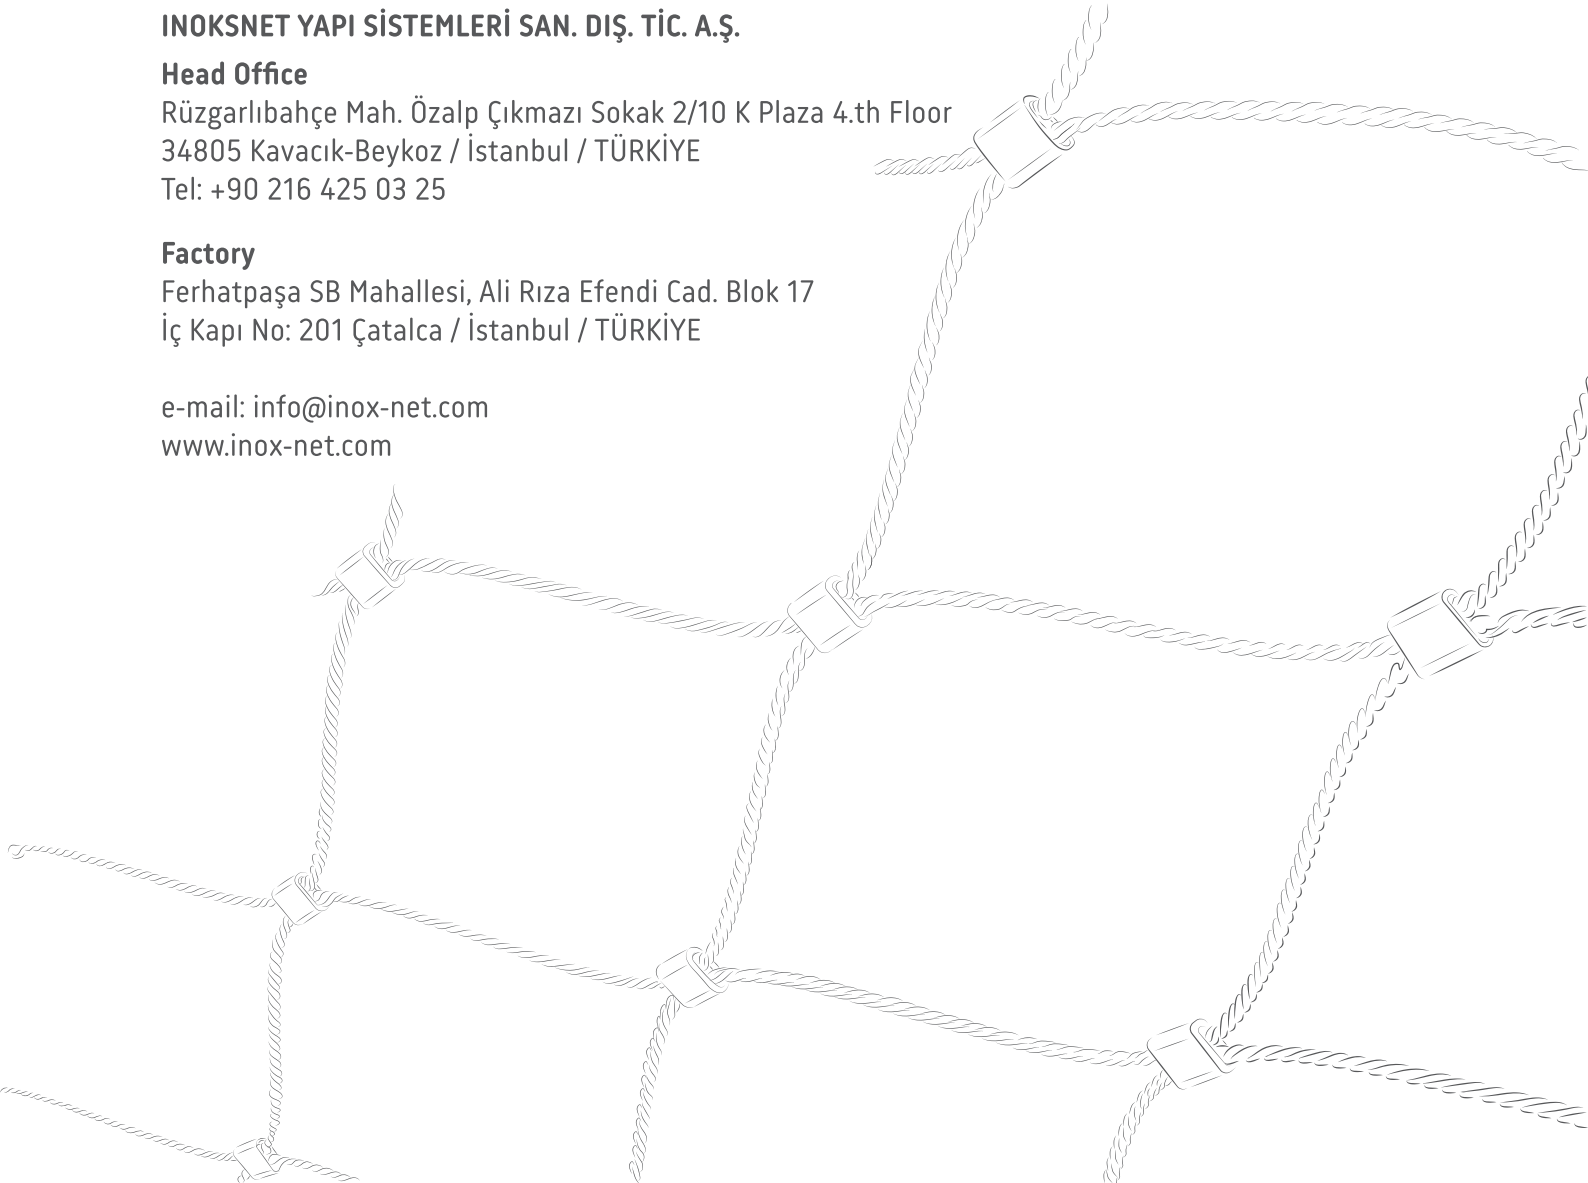 INOKSNET YAPI SİSTEMLERİ SAN. DIŞ. TİC. A.Ş.
Head Office
Rüzgarlıbahçe Mah. Özalp Çıkmazı Sokak 2/10 K Plaza 4.th Floor
34805 Kavacık-Beykoz / İstanbul / TÜRKİYE
Tel: +90 216 425 03 25
Factory
Ferhatpaşa SB Mahallesi, Ali Rıza Efendi Cad. Blok 17
İç Kapı No: 201 Çatalca / İstanbul / TÜRKİYE
e-mail: info@inox-net.com
www.inox-net.com